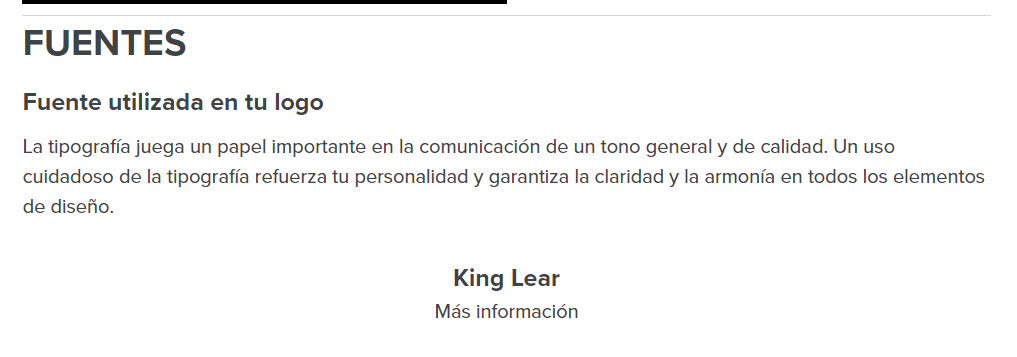 FUENTES
Fuente utilizada en tu logo
La tipografía juega un papel importante en la comunicación de un tono general y de calidad. Un uso
cuidadoso de la tipografía refuerza tu personalidad y garantiza la claridad y la armonía en todos los elementos
de diseño.
King Lear
Más información